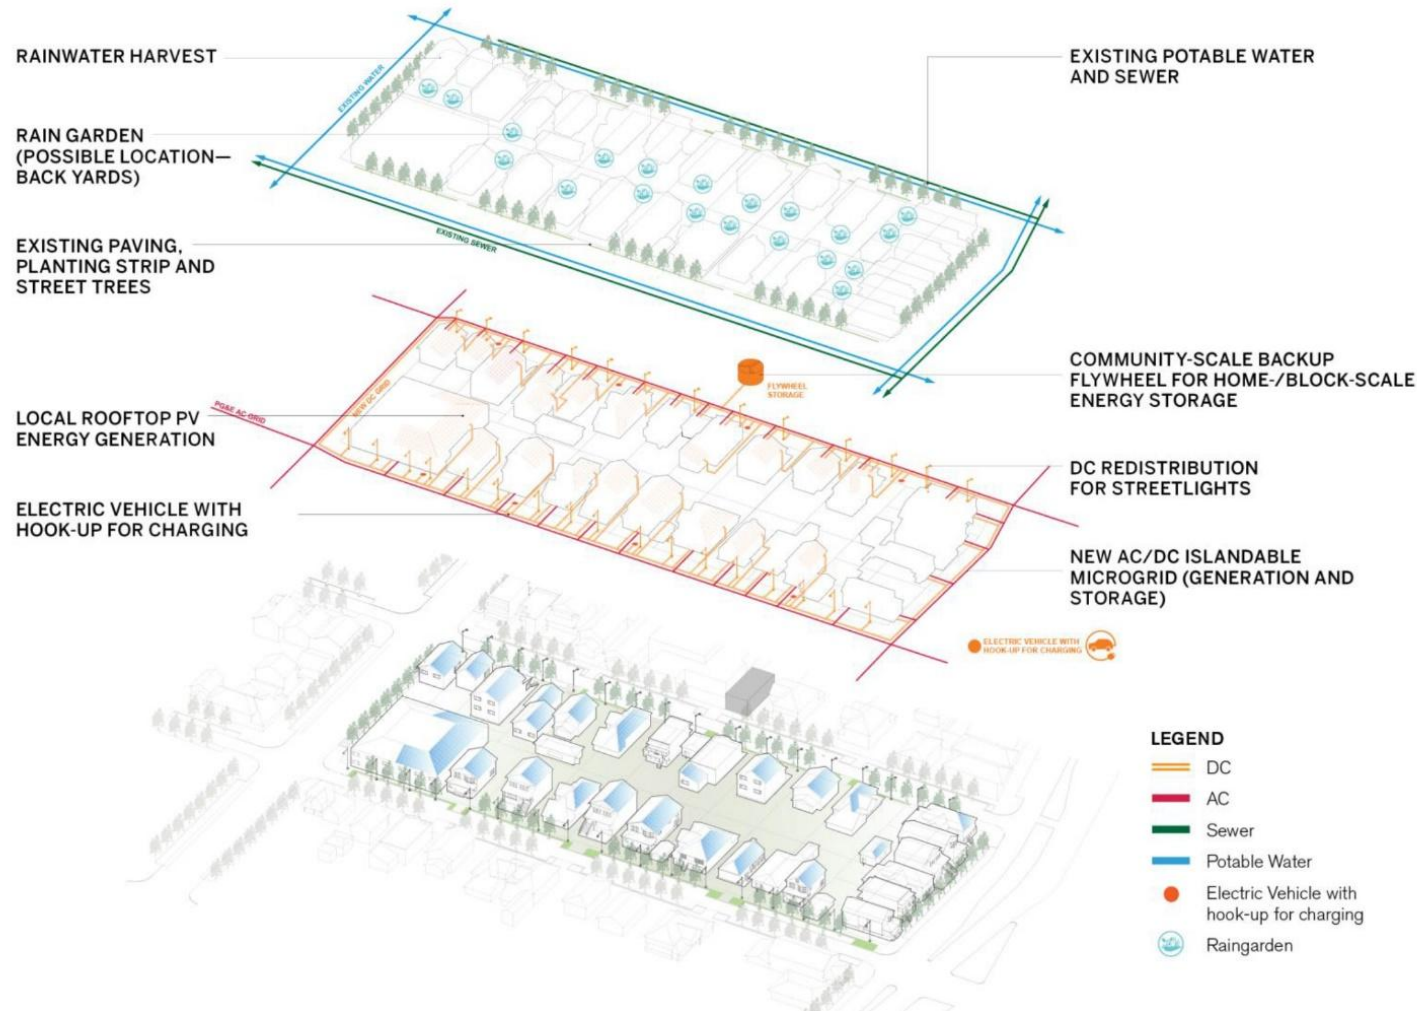 RAINWATER HARVEST
EXISTING POTABLE WATER
AND SEWER
EXISTING WATER
RAIN GARDEN
(POSSIBLE LOCATION—
BACK YARDS)
EXISTING SEWER
EXISTING PAVING,
PLANTING STRIP AND
STREET TREES
COMMUNITY-SCALE BACKUP
FLYWHEEL FOR HOME-/BLOCK-SCALE
ENERGY STORAGE
FLYWHEEL
STORAGE
NEW DC GRID
PG&E AC GRID
LOCAL ROOFTOP PV
ENERGY GENERATION
DC REDISTRIBUTION
FOR STREETLIGHTS
ELECTRIC VEHICLE WITH
HOOK-UP FOR CHARGING
NEW AC/DC ISLANDABLE
MICROGRID (GENERATION AND
STORAGE)
ELECTRIC VEHICLE WITH
HOOK-UP FOR CHARGING
LEGEND
DC
AC
Sewer
Potable Water
Electric Vehicle with
hook-up for charging
Raingarden